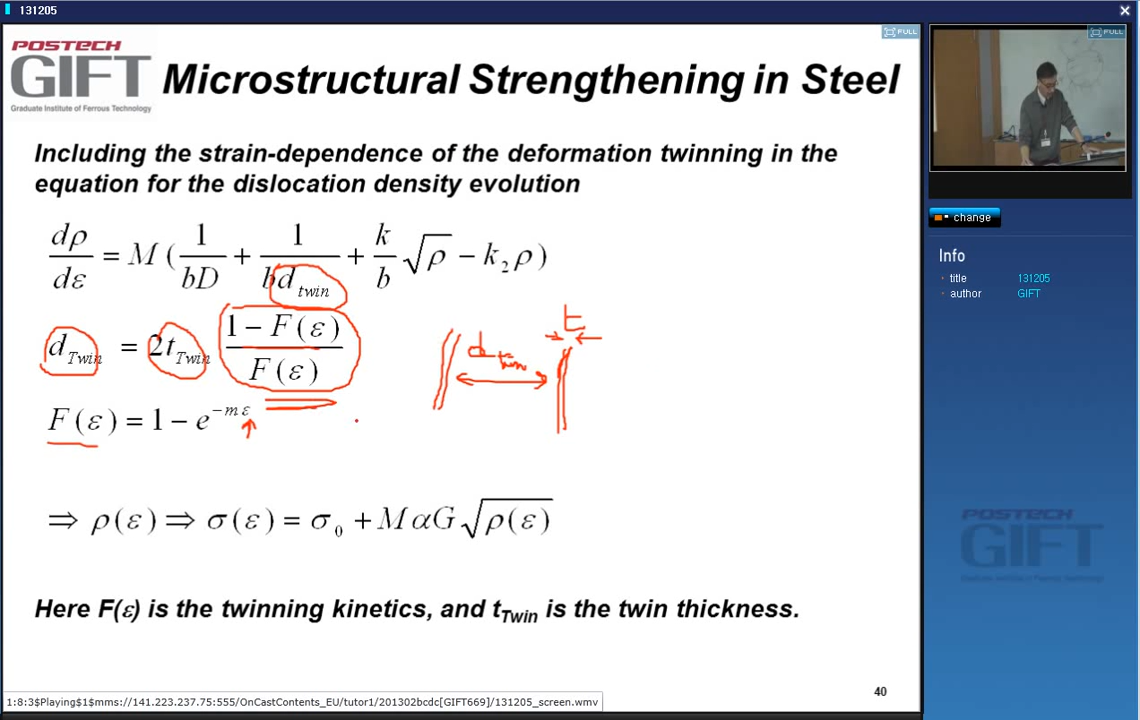 131205
FULL
POSTECH
GIFT
Graduate Institute of Ferrous Technology
Microstructural Strengthening in Steel
Including the strain-dependence of the deformation twinning in the
equation for the dislocation density evolution
dρ/dε = M ( 1/bD + 1/bd_twin + k/b √ρ − k₂ρ )
d_Twin = 2t_Twin (1 − F(ε))/F(ε)
t
d twin
F(ε) = 1 − e^{−mε}
⇒ ρ(ε) ⇒ σ(ε) = σ₀ + MαG√ρ(ε)
Here F(ε) is the twinning kinetics, and t_Twin is the twin thickness.
40
1:8:3$Playing$1$mms://141.223.237.75:555/OnCastContents_EU/tutor1/201302bcdc[GIFT669]/131205_screen.wmv
FULL
change
Info
title 131205
author GIFT
POSTECH
GIFT